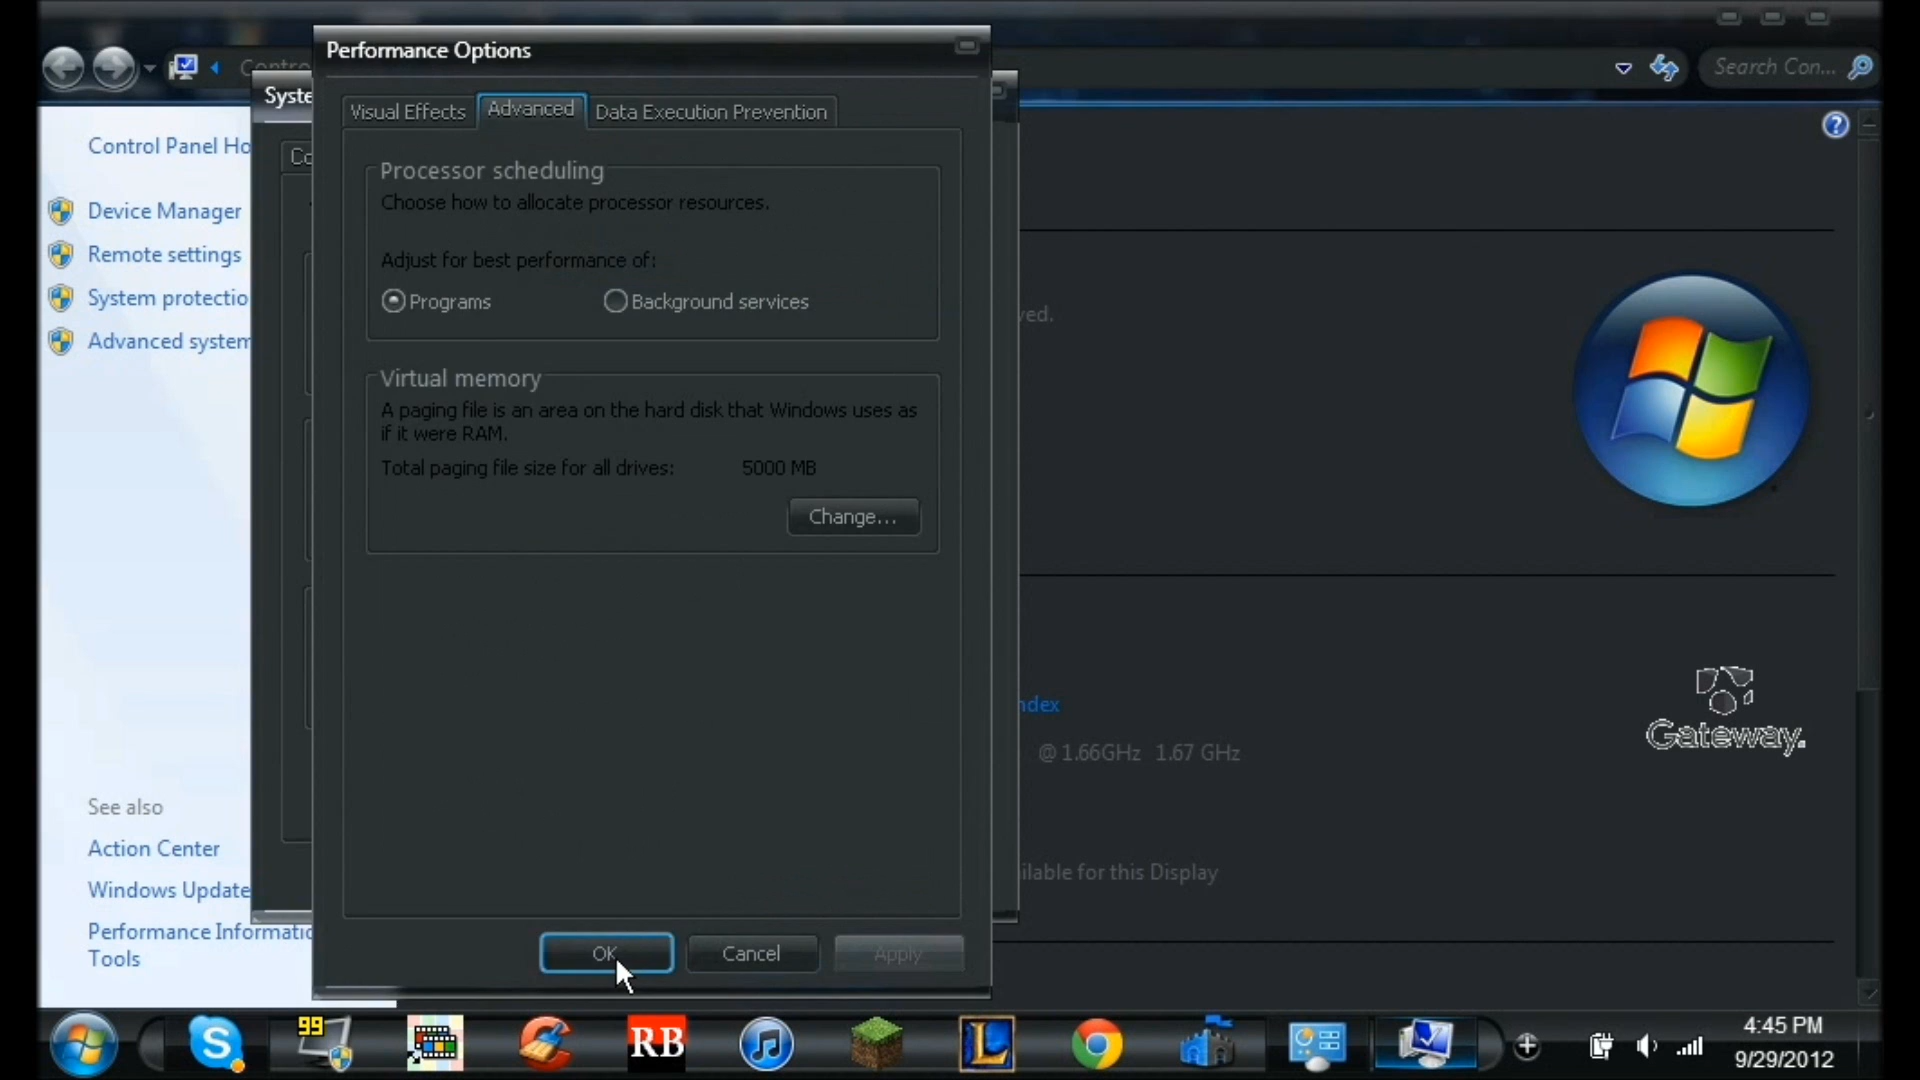 Performance Options
Search Con...
Visual Effects
Advanced
Data Execution Prevention
Control Panel Ho
Device Manager
Remote settings
System protectio
Advanced system
Syste
Processor scheduling
Choose how to allocate processor resources.
Adjust for best performance of:
Programs
Background services
Virtual memory
A paging file is an area on the hard disk that Windows uses as
if it were RAM.
Total paging file size for all drives: 5000 MB
Change...
ved.
ndex
@ 1.66GHz 1.67 GHz
Gateway.
ilable for this Display
See also
Action Center
Windows Update
Performance Informatio
Tools
OK
Cancel
Apply
99
RB
L
4:45 PM
9/29/2012